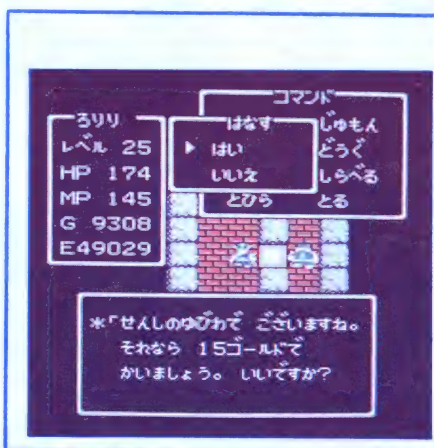 コマンド
はなす
じゅもん
はい
どうぐ
いいえ
しらべる
とびら
とる
ろりり
レベル 25
HP 174
MP 145
G 9308
E49029
*「せんしのゆびわで ございますね。
それなら 15ゴールドで
かいましょう。 いいですか?